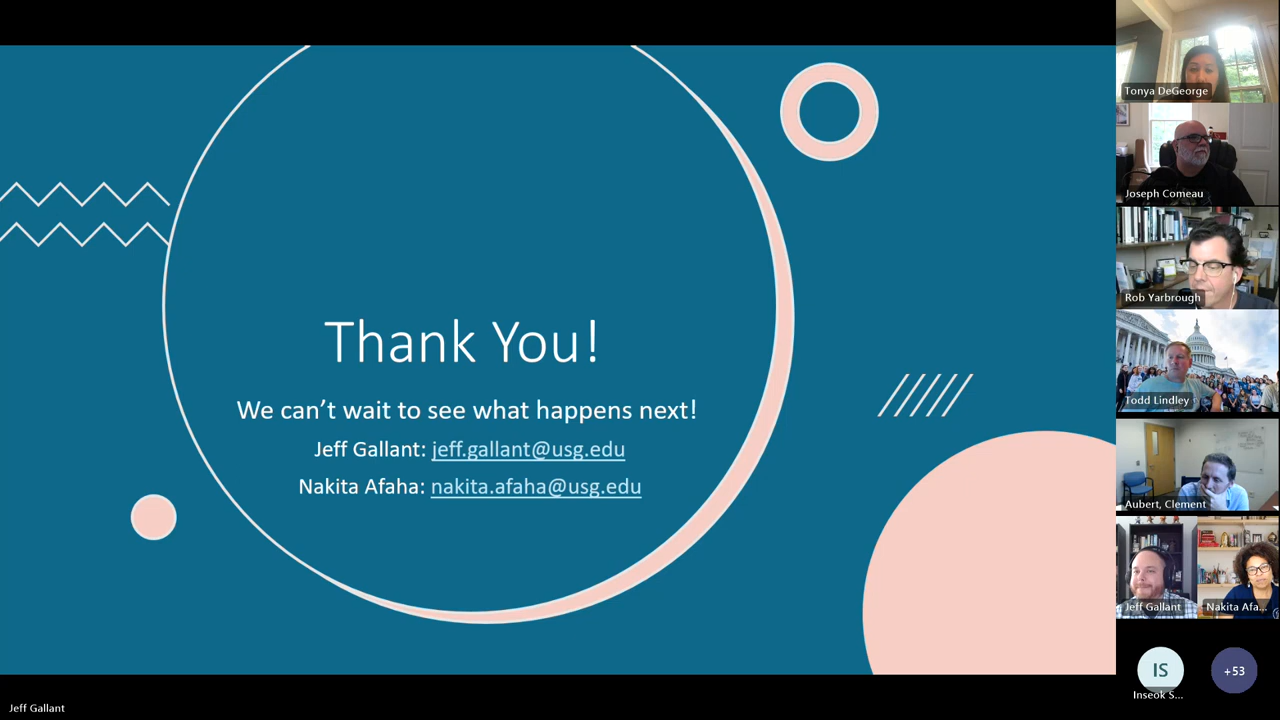 Thank You!
We can't wait to see what happens next!
Jeff Gallant: jeff.gallant@usg.edu
Nakita Afaha: nakita.afaha@usg.edu
Tonya DeGeorge
Joseph Comeau
Rob Yarbrough
Todd Lindley
Aubert, Clement
Jeff Gallant
Nakita Afa...
IS
Inseok S...
+53
Jeff Gallant